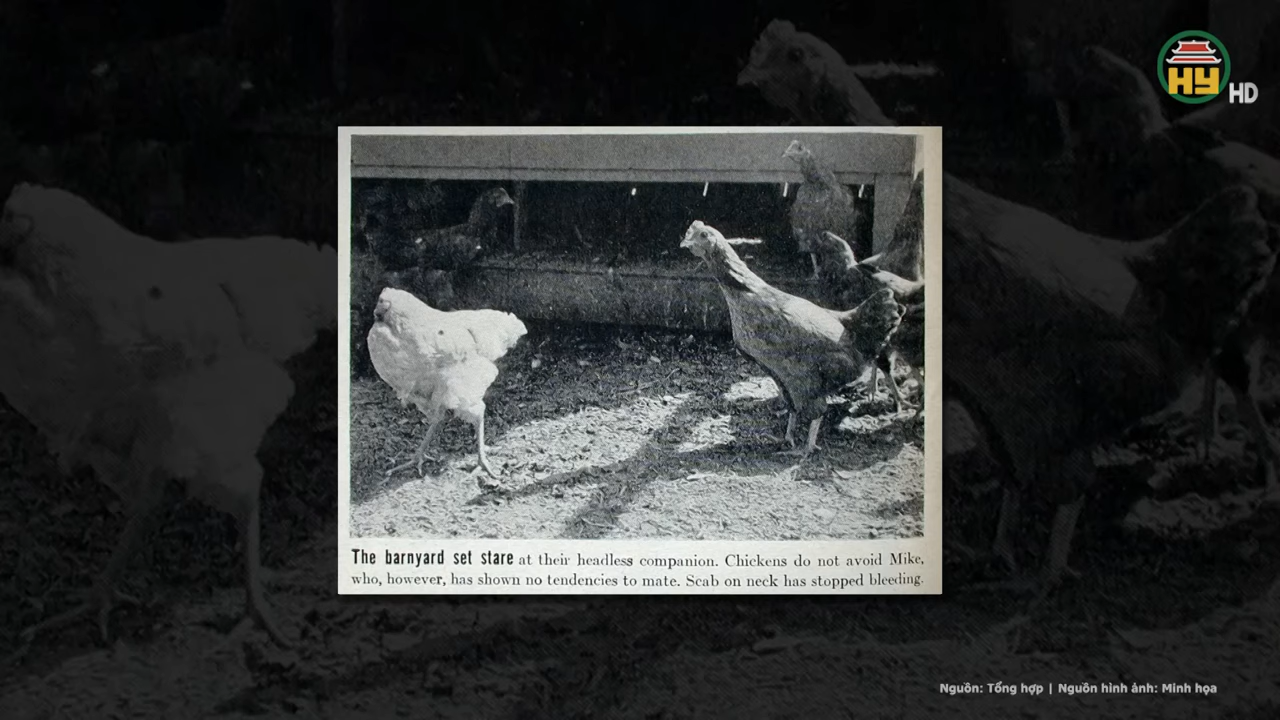 HY
HD
The barnyard set stare at their headless companion. Chickens do not avoid Mike,
who, however, has shown no tendencies to mate. Scab on neck has stopped bleeding.
Nguồn: Tổng hợp | Nguồn hình ảnh: Minh họa